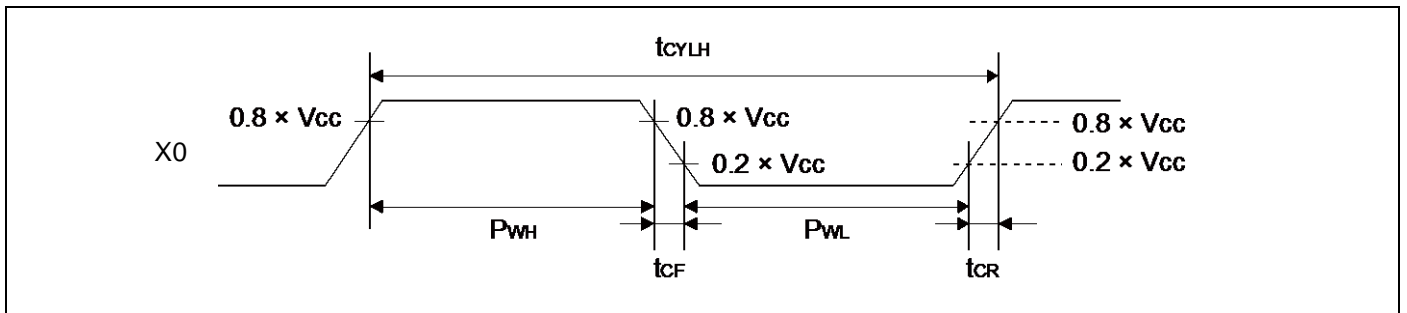 tCYLH
0.8 × Vcc
0.8 × Vcc
0.8 × Vcc
X0
0.2 × Vcc
0.2 × Vcc
PWH
PWL
tCF
tCR